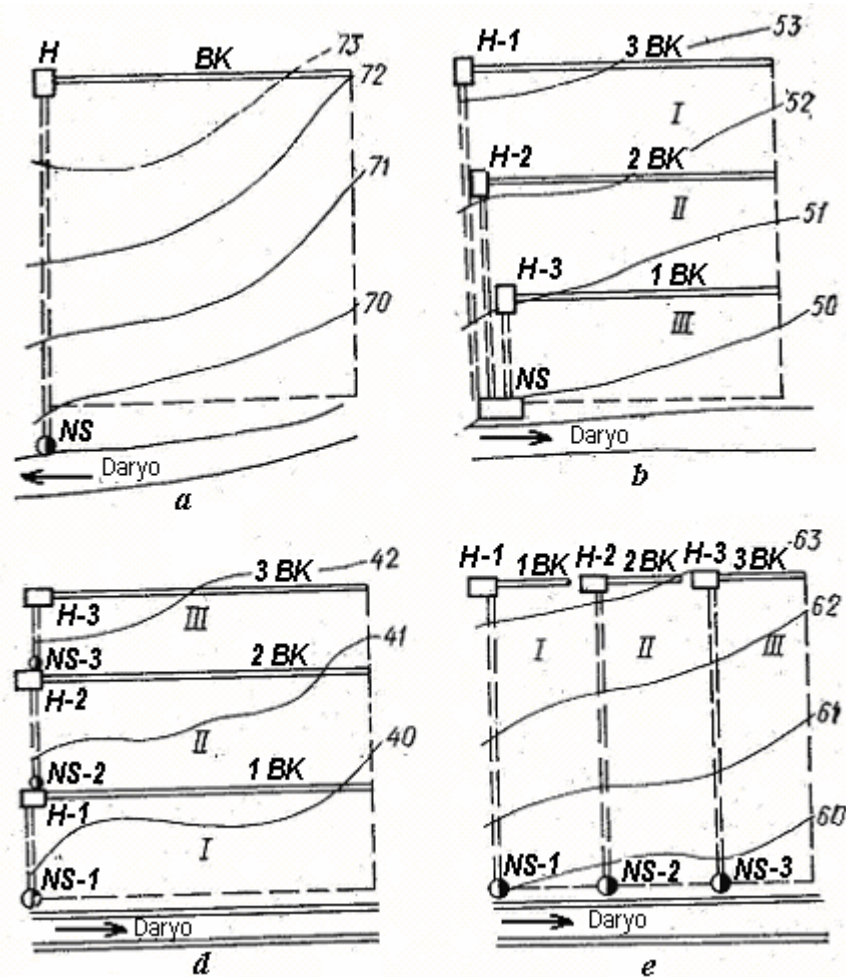 H BK 73
72
71
70
NS
Daryo
a
H-1 3 BK 53
I 52
H-2 2 BK
II 51
H-3 1 BK
III 50
NS
Daryo
b
3 BK 42
H-3 III
NS-3 41
2 BK
H-2
II 40
NS-2 1 BK
H-1
I
NS-1
Daryo
d
H-1 1 BK H-2 2 BK H-3 3 BK 63
62
I II III
61
60
NS-1 NS-2 NS-3
Daryo
e